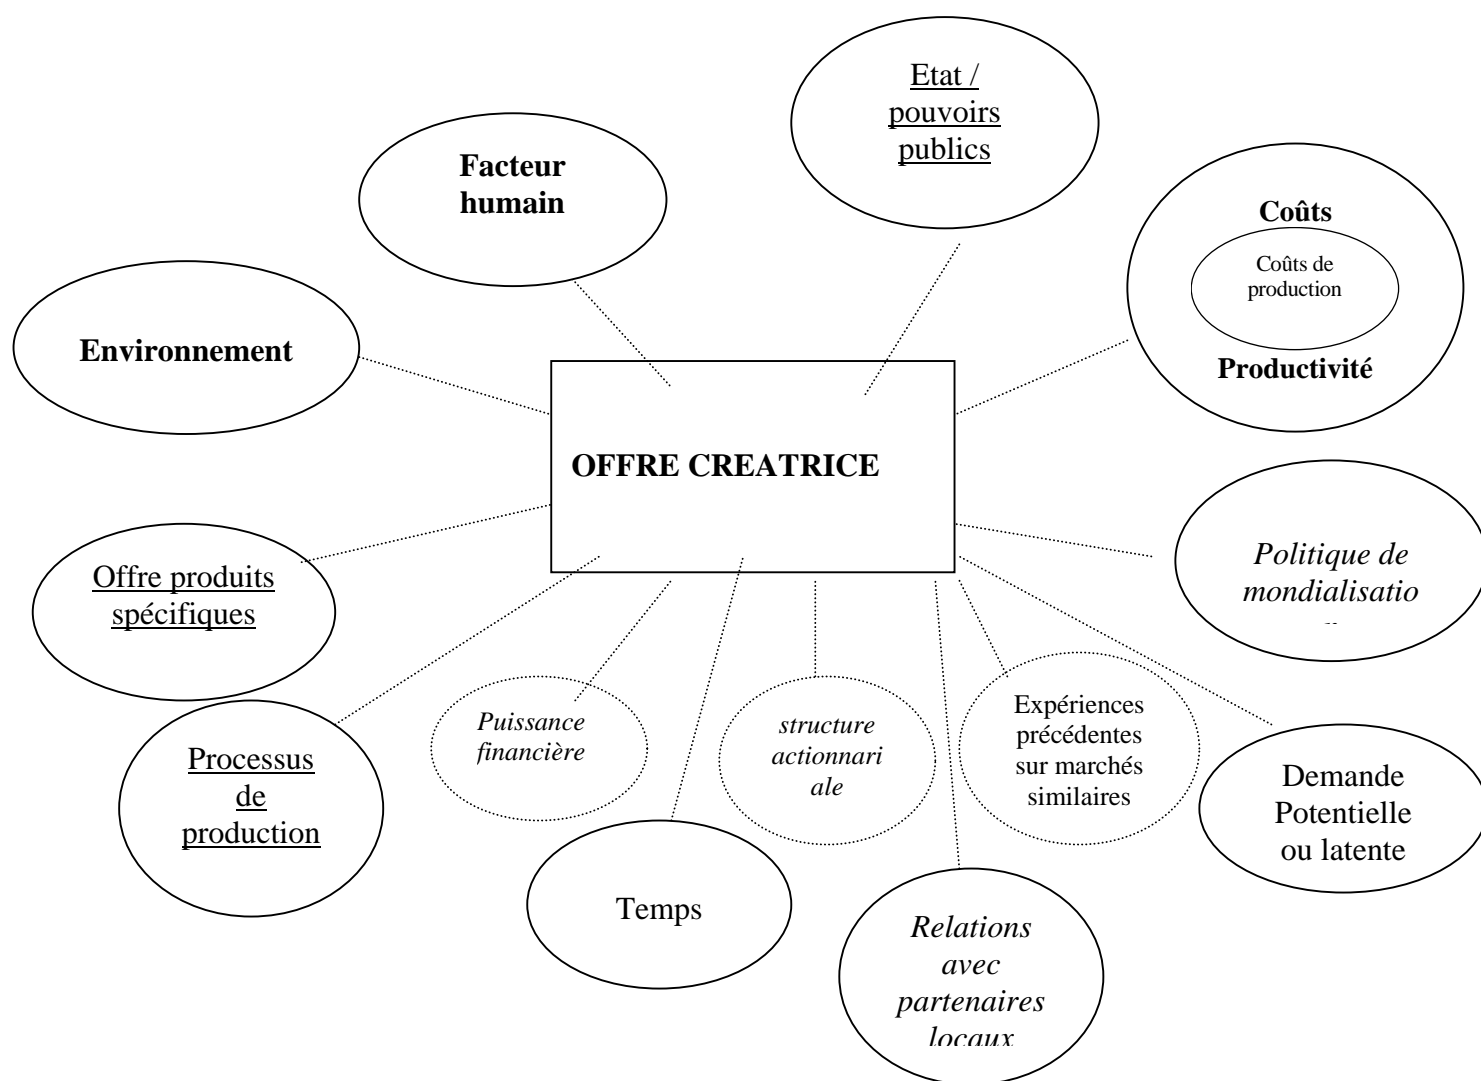 Etat /
pouvoirs
publics
Facteur
humain
Coûts
Coûts de
production
Productivité
Environnement
OFFRE CREATRICE
Politique de
mondialisatio
Offre produits
spécifiques
Processus
de
production
Puissance
financière
structure
actionnari
ale
Expériences
précédentes
sur marchés
similaires
Demande
Potentielle
ou latente
Temps
Relations
avec
partenaires
locaux